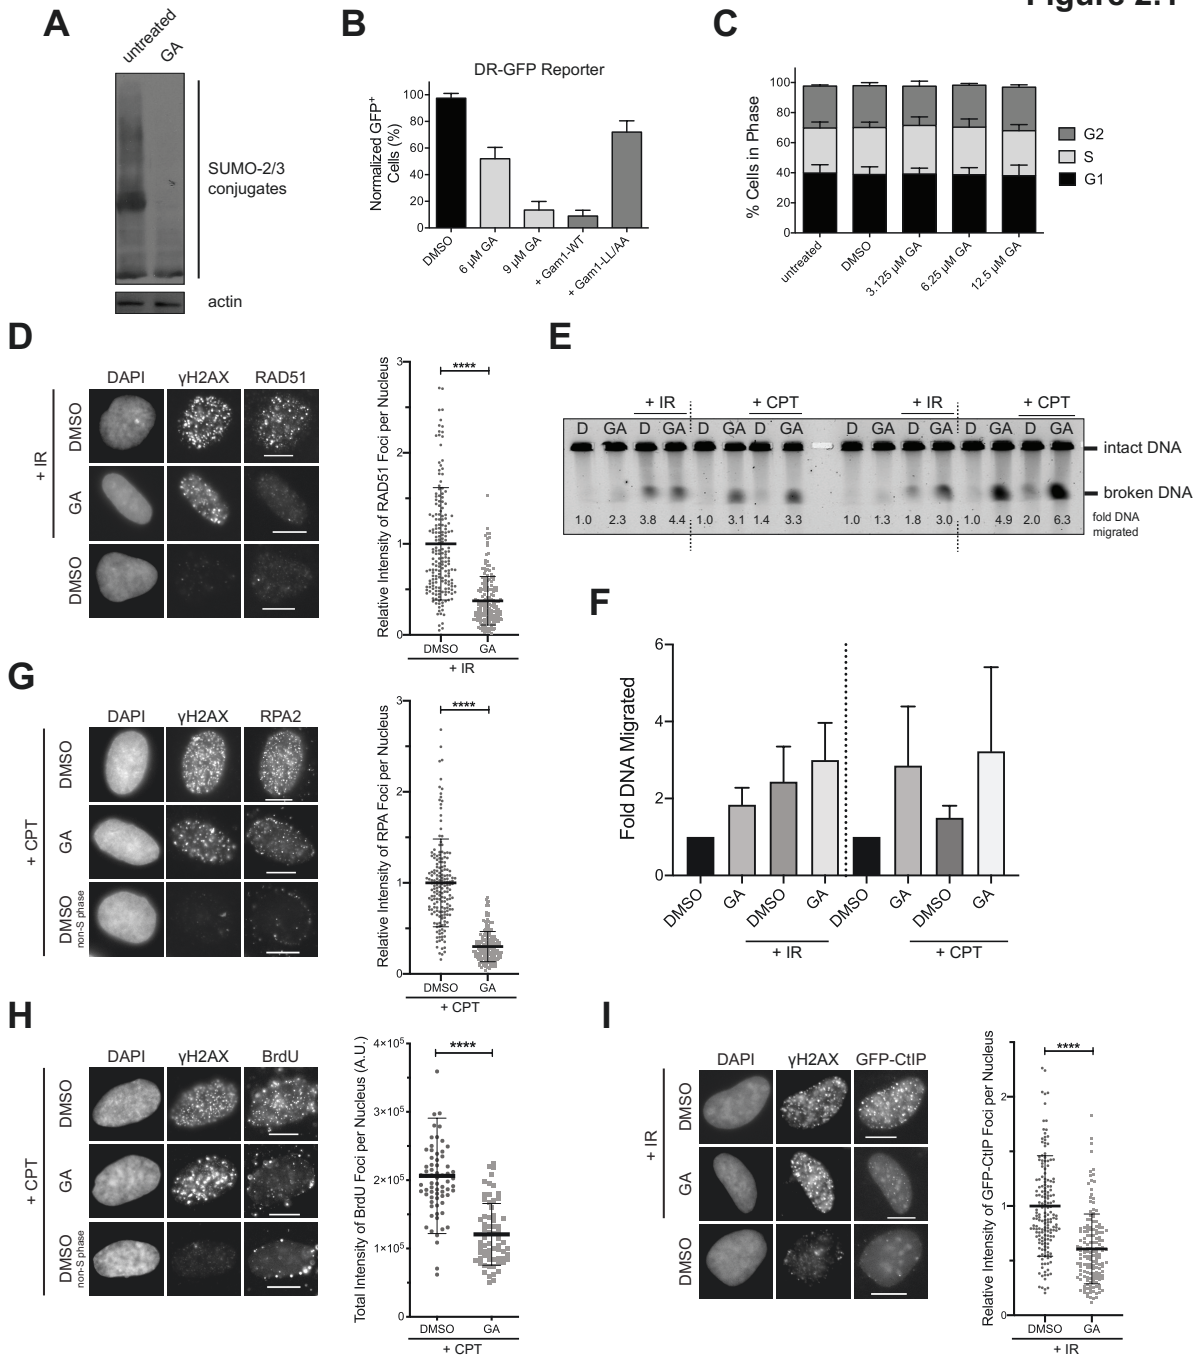 Figure 2.1
A
untreated
GA
SUMO-2/3
conjugates
actin
B
DR-GFP Reporter
Normalized GFP+
Cells (%)
100
80
60
40
20
0
DMSO
6 µM GA
9 µM GA
+ Gam1-WT
+ Gam1-LL/AA
C
% Cells in Phase
100
80
60
40
20
0
untreated
DMSO
3.125 µM GA
6.25 µM GA
12.5 µM GA
G2
S
G1
D
DAPI γH2AX RAD51
+ IR
DMSO
GA
DMSO
Relative Intensity of RAD51 Foci per Nucleus
3
2
1
0
****
DMSO GA
+ IR
E
+ IR + CPT + IR + CPT
D GA D GA D GA D GA D GA D GA D GA D GA
intact DNA
broken DNA
1.0 2.3 3.8 4.4 1.0 3.1 1.4 3.3 1.0 1.3 1.8 3.0 1.0 4.9 2.0 6.3
fold DNA
migrated
F
Fold DNA Migrated
6
4
2
0
DMSO
GA
DMSO
GA
DMSO
GA
DMSO
GA
+ IR + CPT
G
DAPI γH2AX RPA2
+ CPT
DMSO
GA
DMSO
non-S phase
Relative Intensity of RPA Foci per Nucleus
3
2
1
0
****
DMSO GA
+ CPT
H
DAPI γH2AX BrdU
+ CPT
DMSO
GA
DMSO
non-S phase
Total Intensity of BrdU Foci per Nucleus (A.U.)
4×10⁵
3×10⁵
2×10⁵
1×10⁵
0
****
DMSO GA
+ CPT
I
DAPI γH2AX GFP-CtIP
+ IR
DMSO
GA
DMSO
Relative Intensity of GFP-CtIP Foci per Nucleus
2
1
0
****
DMSO GA
+ IR